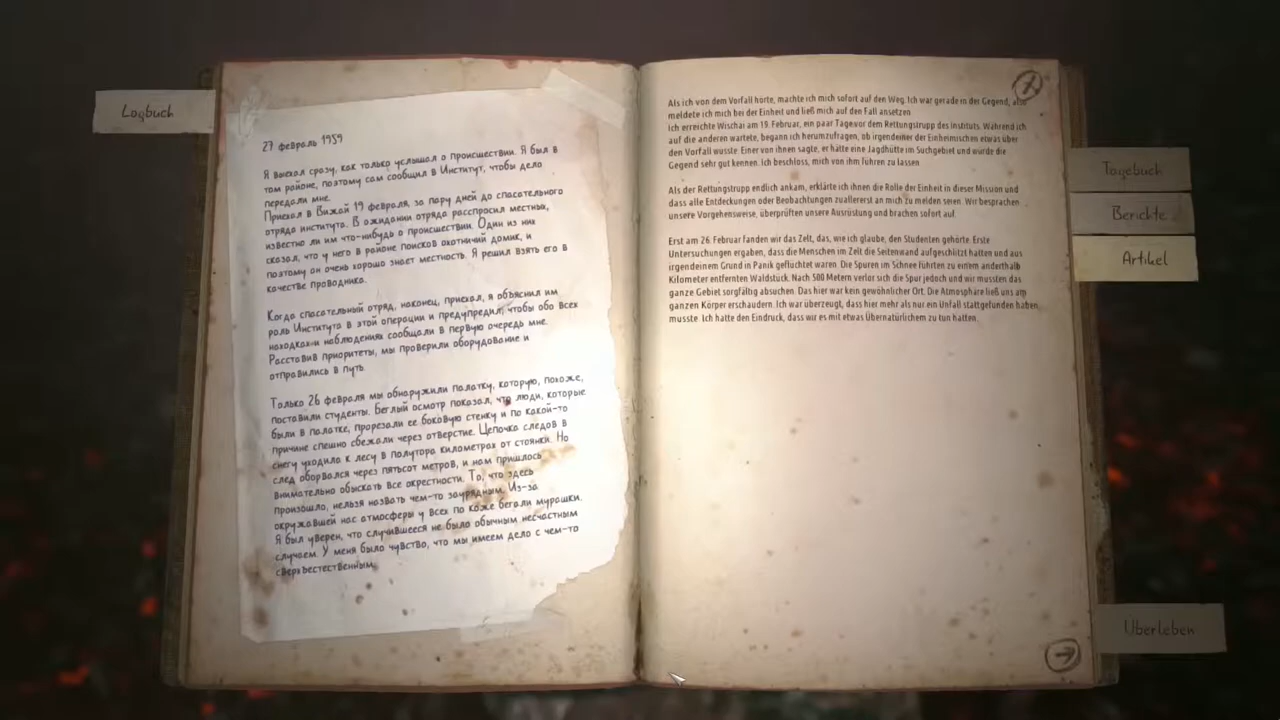 Logbuch
27 февраль 1959
Я выехал сразу, как только услышал о происшествии. Я был в
том районе, поэтому сам сообщил в Институт, чтобы дело
передали мне.
Приехал в Вижай 19 февраля, за пару дней до спасательного
отряда института. В ожидании отряда расспросил местных,
известно ли им что-нибудь о происшествии. Один из них
сказал, что у него в районе поисков охотничий домик, и
поэтому он очень хорошо знает местность. Я решил взять его в
качестве проводника.
Когда спасательный отряд, наконец, приехал, я объяснил им
роль Института в этой операции и предупредил, чтобы обо всех
находках и наблюдениях сообщали в первую очередь мне.
Расставив приоритеты, мы проверили оборудование и
отправились в путь.
Только 26 февраля мы обнаружили палатку, которую, похоже,
поставили студенты. Беглый осмотр показал, что люди, которые
были в палатке, прорезали ее боковую стенку и по какой-то
причине спешно сбежали через отверстие. Цепочка следов в
снегу уходила к лесу в полутора километрах от стоянки. Но
след оборвался через пятьсот метров, и нам пришлось
внимательно обыскать все окрестности. То, что здесь
произошло, нельзя назвать чем-то заурядным. Из-за
окружавшей нас атмосферы у всех по коже бегали мурашки.
Я был уверен, что случившееся не было обычным несчастным
случаем. У меня было чувство, что мы имеем дело с чем-то
сверхъестественным.
Als ich von dem Vorfall hörte, machte ich mich sofort auf den Weg. Ich war gerade in der Gegend, also
meldete ich mich bei der Einheit und ließ mich auf den Fall ansetzen.
Ich erreichte Wischai am 19. Februar, ein paar Tage vor dem Rettungstrupp des Instituts. Während ich
auf die anderen wartete, begann ich herumzufragen, ob irgendeiner der Einheimischen etwas über
den Vorfall wusste. Einer von ihnen sagte, er hätte eine Jagdhütte im Suchgebiet und würde die
Gegend sehr gut kennen. Ich beschloss, mich von ihm führen zu lassen.
Als der Rettungstrupp endlich ankam, erklärte ich ihnen die Rolle der Einheit in dieser Mission und
dass alle Entdeckungen oder Beobachtungen zuallererst an mich zu melden seien. Wir besprachen
unsere Vorgehensweise, überprüften unsere Ausrüstung und brachen sofort auf.
Erst am 26. Februar fanden wir das Zelt, das, wie ich glaube, den Studenten gehörte. Erste
Untersuchungen ergaben, dass die Menschen im Zelt die Seitenwand aufgeschlitzt hatten und aus
irgendeinem Grund in Panik geflüchtet waren. Die Spuren im Schnee führten zu einem anderthalb
Kilometer entfernten Waldstück. Nach 500 Metern verlor sich die Spur jedoch und wir mussten das
ganze Gebiet sorgfältig absuchen. Das hier war kein gewöhnlicher Ort. Die Atmosphäre ließ uns am
ganzen Körper erschaudern. Ich war überzeugt, dass hier mehr als nur ein Unfall stattgefunden haben
musste. Ich hatte den Eindruck, dass wir es mit etwas Übernatürlichem zu tun hatten.
Tagebuch
Berichte
Artikel
Überleben